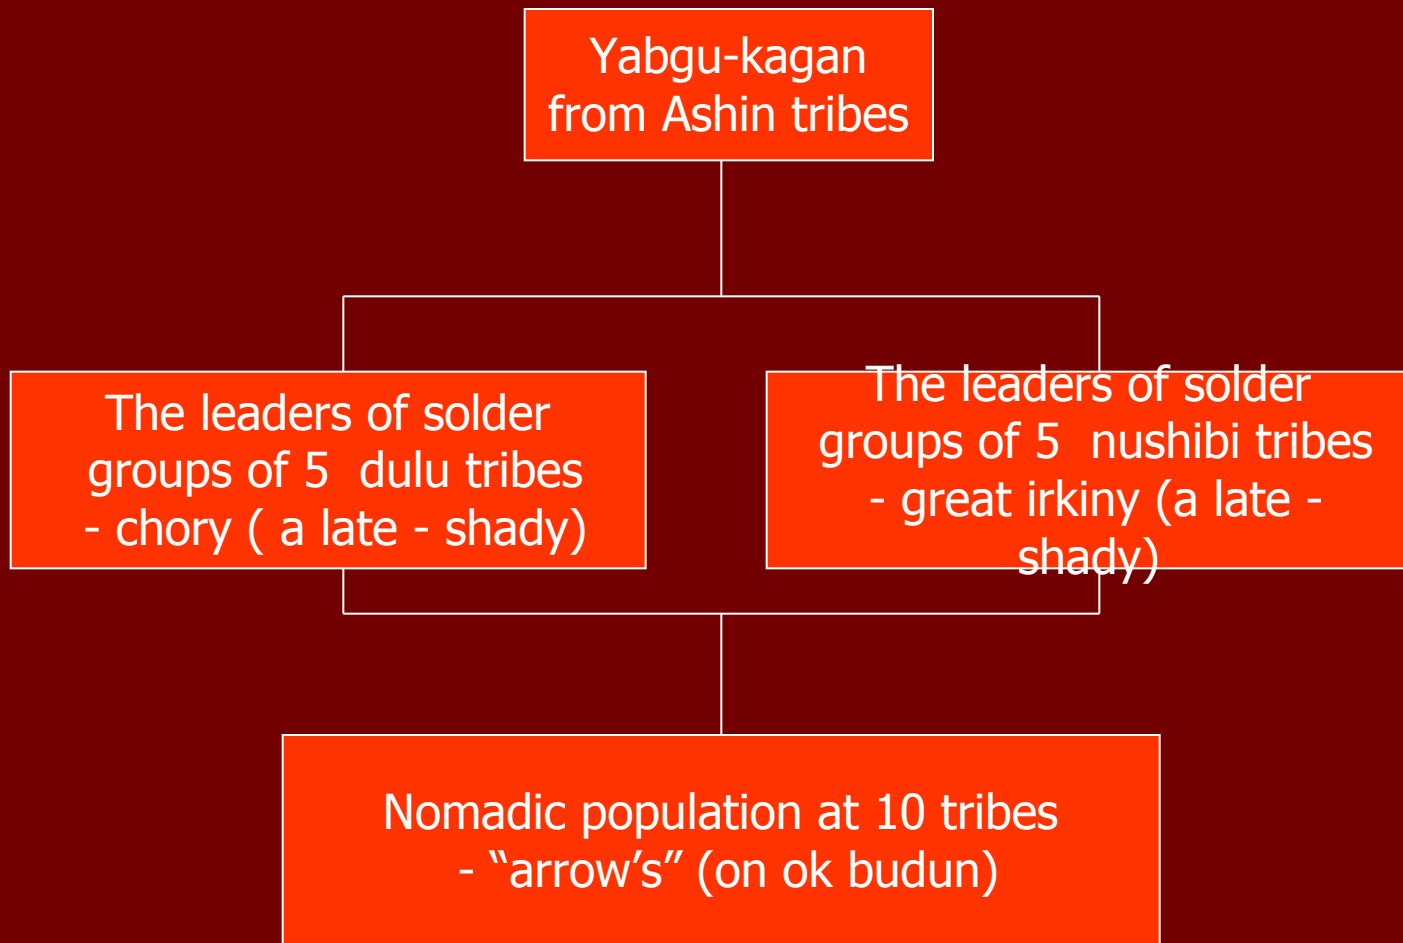 Yabgu-kagan
from Ashin tribes
The leaders of solder
groups of 5 dulu tribes
- chory ( a late - shady)
The leaders of solder
groups of 5 nushibi tribes
- great irkiny (a late -
shady)
Nomadic population at 10 tribes
- “arrow’s” (on ok budun)